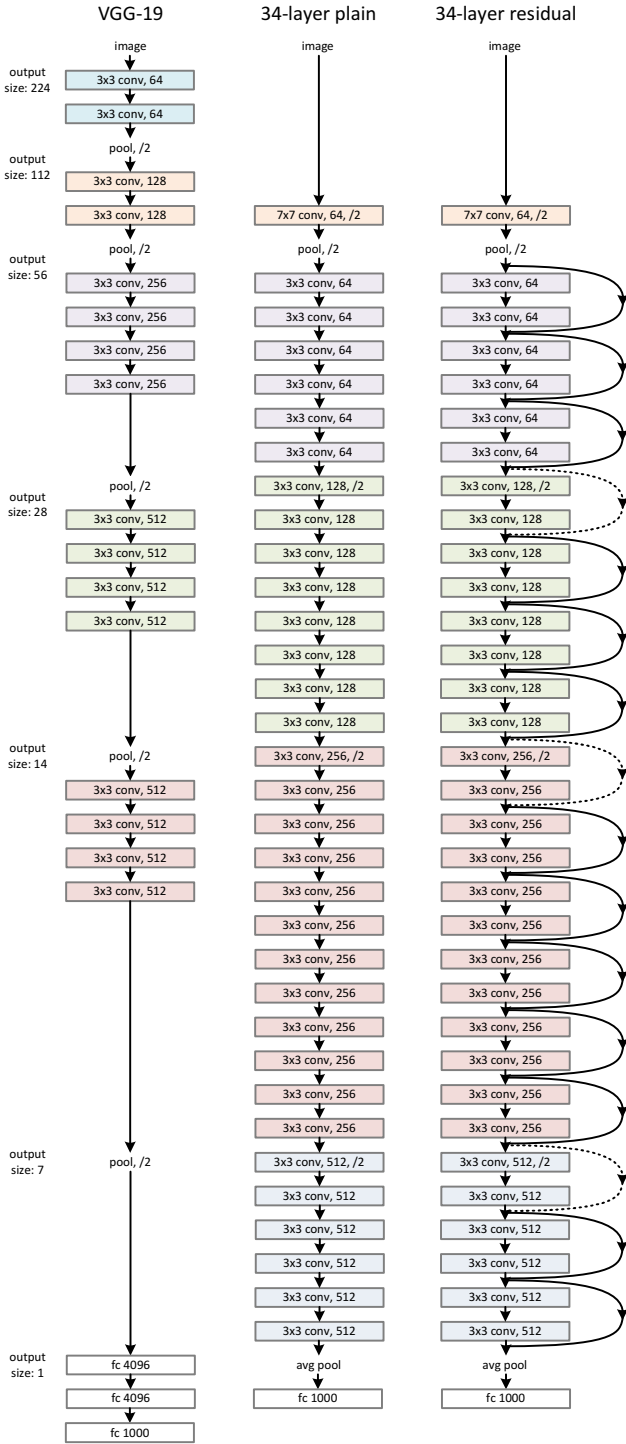 output
size: 224
output
size: 112
output
size: 56
output
size: 28
output
size: 14
output
size: 7
output
size: 1
VGG-19
image
3x3 conv, 64
3x3 conv, 64
pool, /2
3x3 conv, 128
3x3 conv, 128
pool, /2
3x3 conv, 256
3x3 conv, 256
3x3 conv, 256
3x3 conv, 256
pool, /2
3x3 conv, 512
3x3 conv, 512
3x3 conv, 512
3x3 conv, 512
pool, /2
3x3 conv, 512
3x3 conv, 512
3x3 conv, 512
3x3 conv, 512
pool, /2
fc 4096
fc 4096
fc 1000
34-layer plain
image
7x7 conv, 64, /2
pool, /2
3x3 conv, 64
3x3 conv, 64
3x3 conv, 64
3x3 conv, 64
3x3 conv, 64
3x3 conv, 64
3x3 conv, 128, /2
3x3 conv, 128
3x3 conv, 128
3x3 conv, 128
3x3 conv, 128
3x3 conv, 128
3x3 conv, 128
3x3 conv, 128
3x3 conv, 256, /2
3x3 conv, 256
3x3 conv, 256
3x3 conv, 256
3x3 conv, 256
3x3 conv, 256
3x3 conv, 256
3x3 conv, 256
3x3 conv, 256
3x3 conv, 256
3x3 conv, 256
3x3 conv, 256
3x3 conv, 512, /2
3x3 conv, 512
3x3 conv, 512
3x3 conv, 512
3x3 conv, 512
3x3 conv, 512
avg pool
fc 1000
34-layer residual
image
7x7 conv, 64, /2
pool, /2
3x3 conv, 64
3x3 conv, 64
3x3 conv, 64
3x3 conv, 64
3x3 conv, 64
3x3 conv, 64
3x3 conv, 128, /2
3x3 conv, 128
3x3 conv, 128
3x3 conv, 128
3x3 conv, 128
3x3 conv, 128
3x3 conv, 128
3x3 conv, 128
3x3 conv, 256, /2
3x3 conv, 256
3x3 conv, 256
3x3 conv, 256
3x3 conv, 256
3x3 conv, 256
3x3 conv, 256
3x3 conv, 256
3x3 conv, 256
3x3 conv, 256
3x3 conv, 256
3x3 conv, 256
3x3 conv, 512, /2
3x3 conv, 512
3x3 conv, 512
3x3 conv, 512
3x3 conv, 512
3x3 conv, 512
avg pool
fc 1000